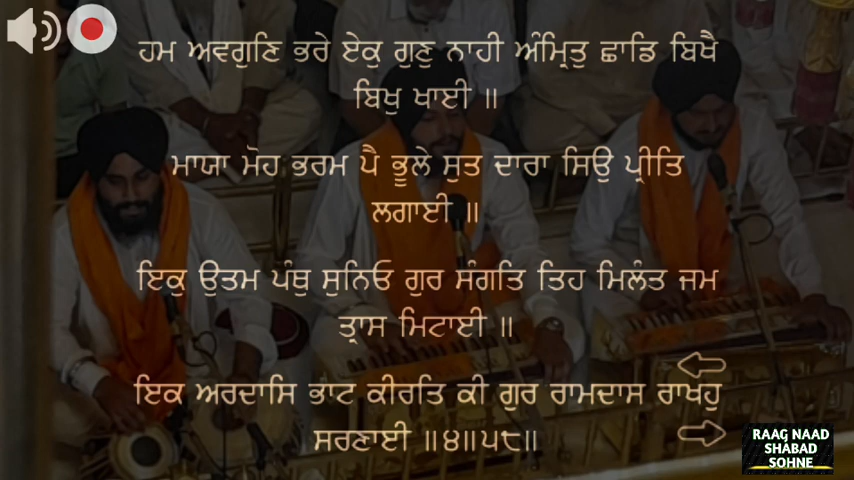 ਹਮ ਅਵਗੁਣਿ ਭਰੇ ਏਕੁ ਗੁਣੁ ਨਾਹੀ ਅੰਮ੍ਰਿਤੁ ਛਾਡਿ ਬਿਖੈ
ਬਿਖੁ ਖਾਈ ॥
ਮਾਯਾ ਮੋਹ ਭਰਮ ਪੈ ਭੂਲੇ ਸੁਤ ਦਾਰਾ ਸਿਉ ਪ੍ਰੀਤਿ
ਲਗਾਈ ॥
ਇਕੁ ਉਤਮ ਪੰਥੁ ਸੁਨਿਓ ਗੁਰ ਸੰਗਤਿ ਤਿਹ ਮਿਲੰਤ ਜਮ
ਤ੍ਰਾਸ ਮਿਟਾਈ ॥
ਇਕ ਅਰਦਾਸਿ ਭਾਟ ਕੀਰਤਿ ਕੀ ਗੁਰ ਰਾਮਦਾਸ ਰਾਖਹੁ
ਸਰਣਾਈ ॥੪॥੫੮॥
RAAG NAAD
SHABAD
SOHNE